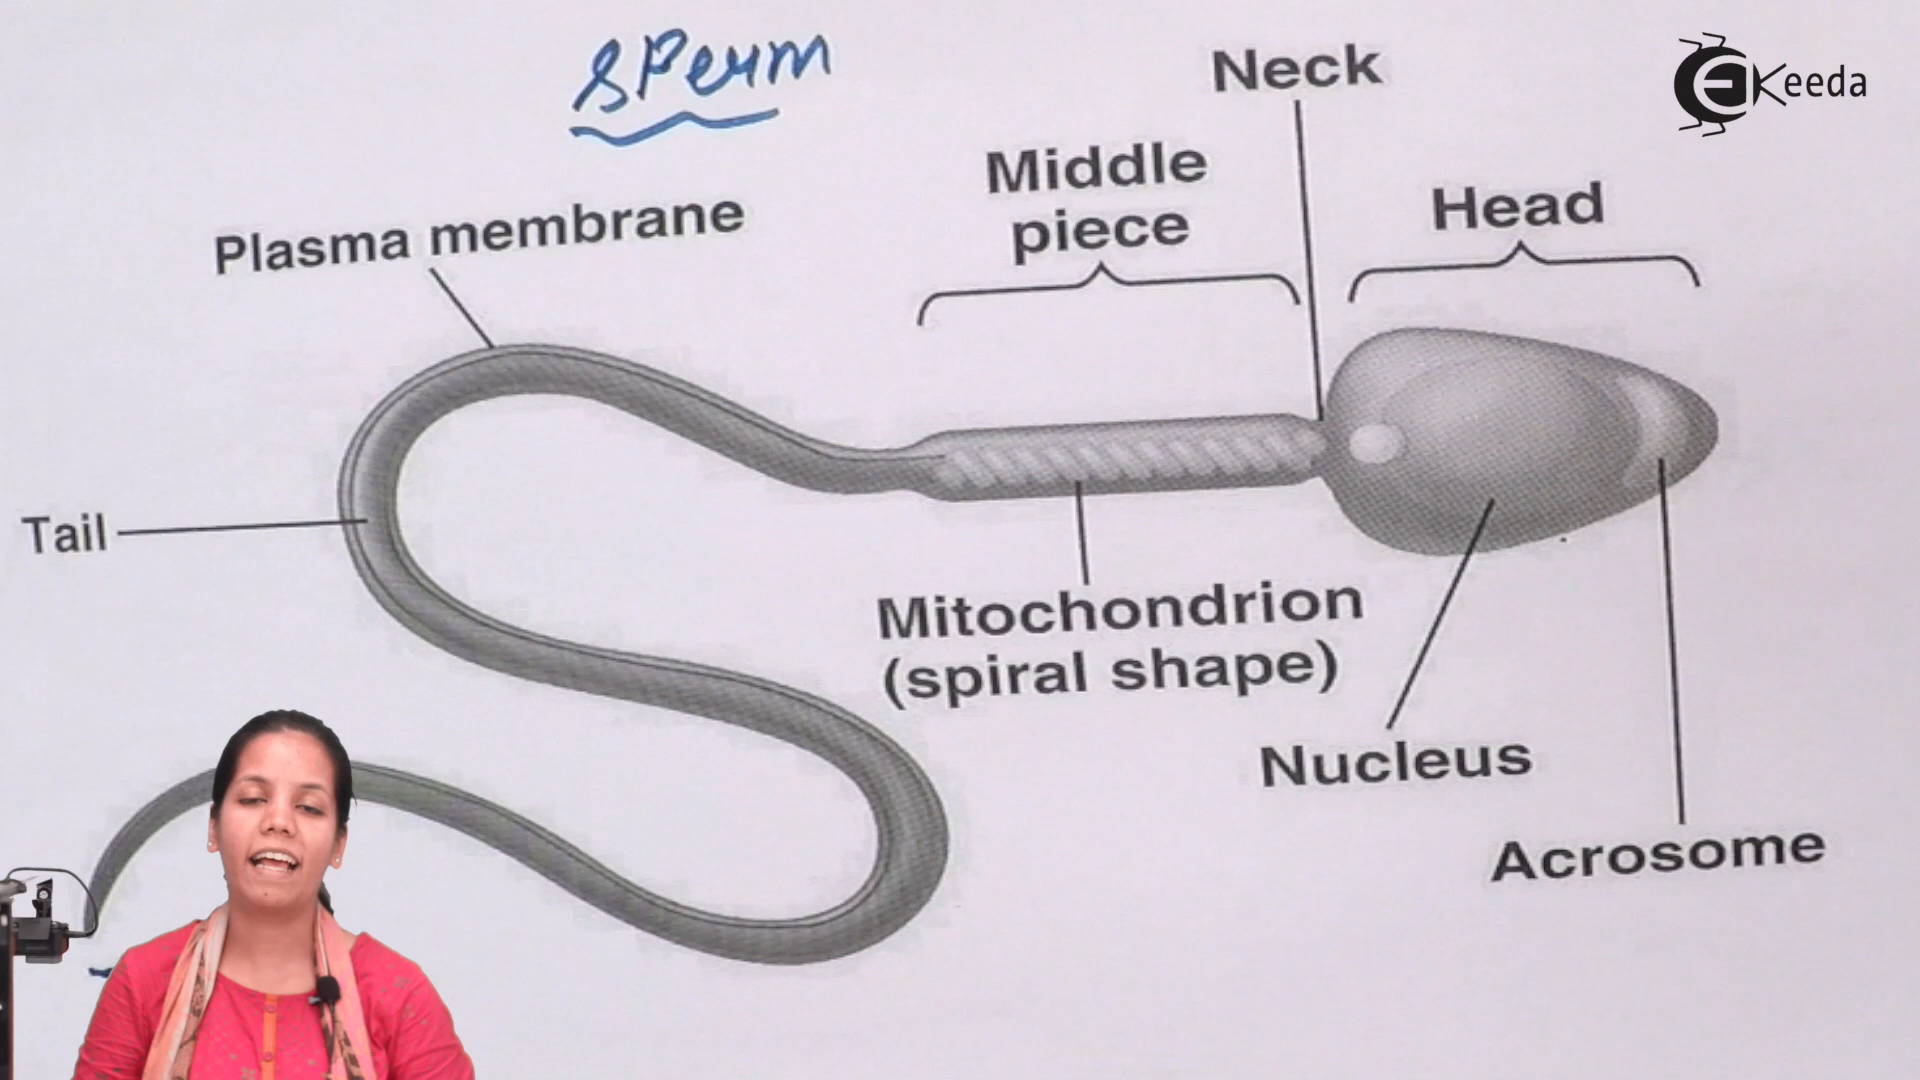 sperm
Neck
Keeda
Middle
piece
Head
Plasma membrane
Tail
Mitochondrion
(spiral shape)
Nucleus
Acrosome